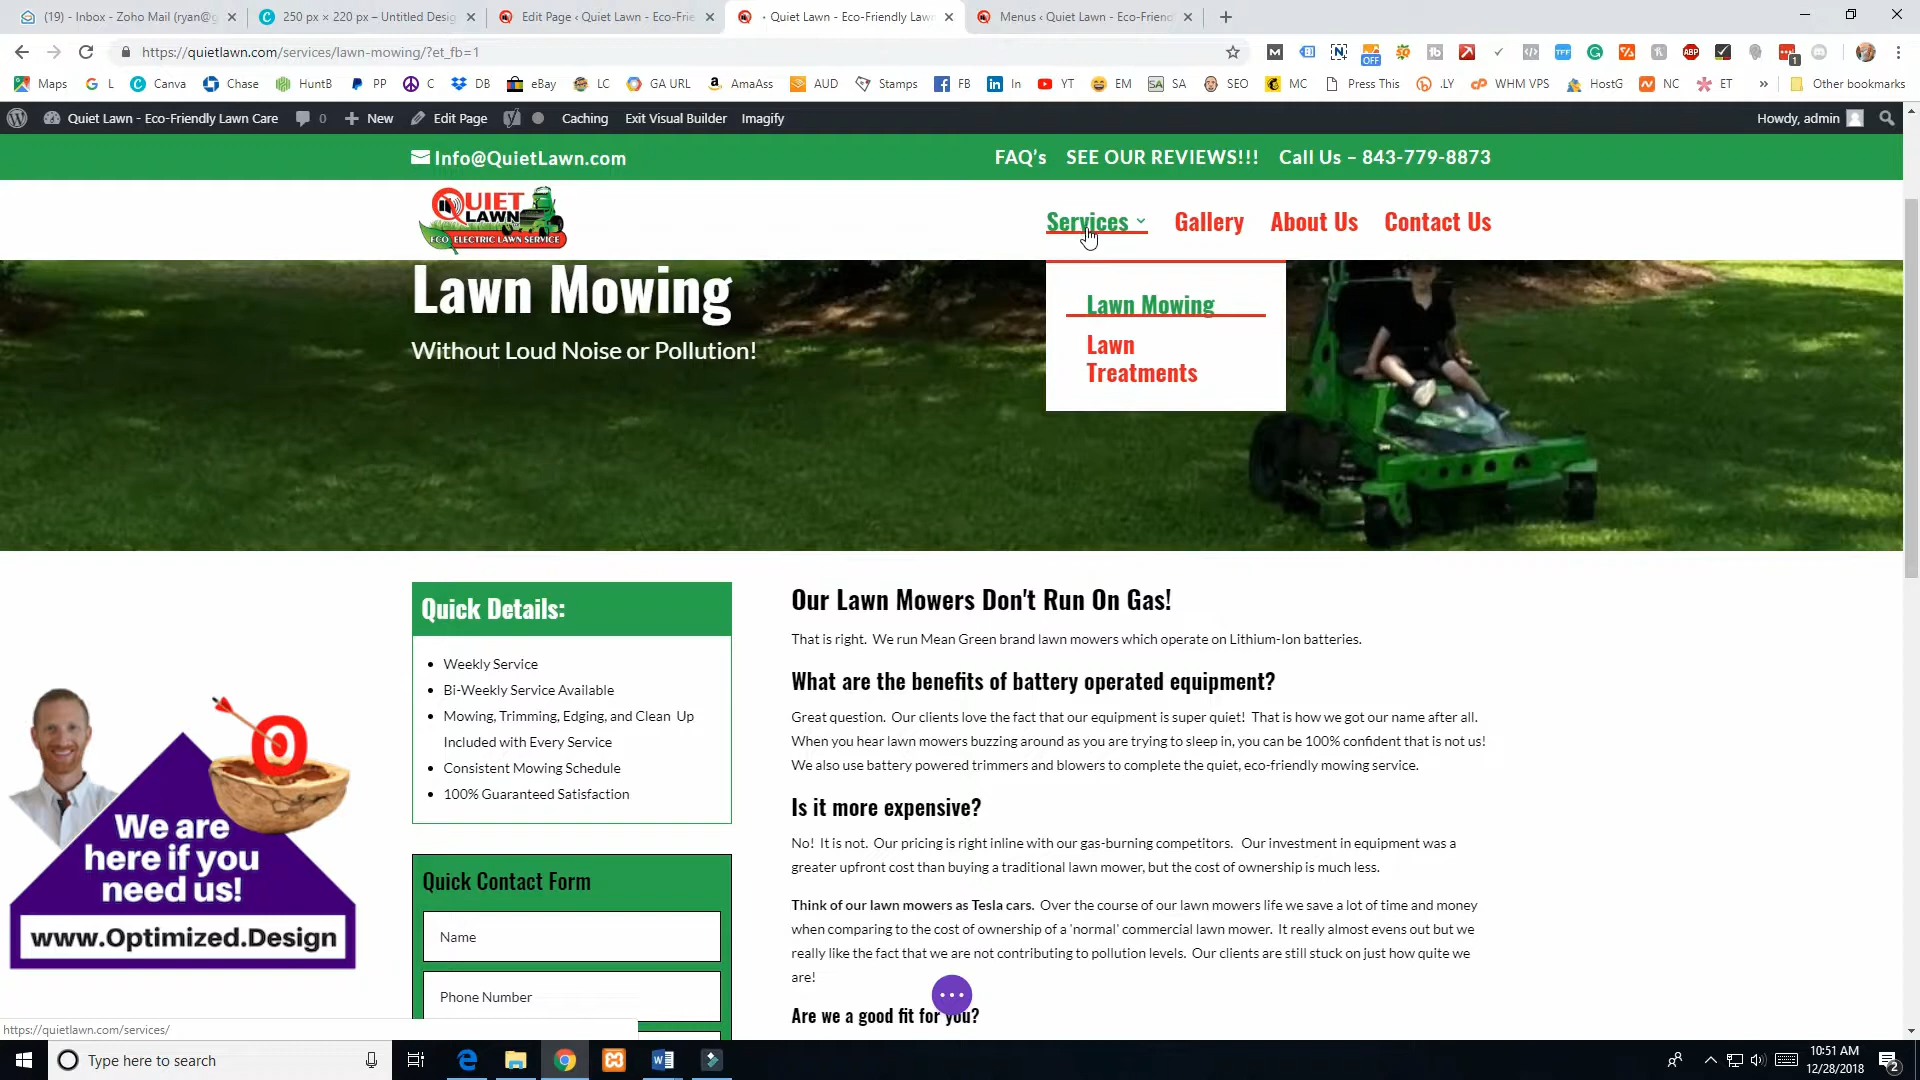 (19) - Inbox - Zoho Mail (ryan@g
250 px × 220 px – Untitled Desig
Edit Page ‹ Quiet Lawn - Eco-Frie
· Quiet Lawn - Eco-Friendly Lawn
Menus ‹ Quiet Lawn - Eco-Friend
https://quietlawn.com/services/lawn-mowing/?et_fb=1
OFF
TFF
ABP
1
Maps
G L
Canva
Chase
HuntB
PP
C
DB
eBay
LC
GA URL
AmaAss
AUD
Stamps
FB
In
YT
EM
SA
SEO
MC
Press This
.LY
WHM VPS
HostG
NC
ET
»
Other bookmarks
Quiet Lawn - Eco-Friendly Lawn Care
0
New
Edit Page
Caching
Exit Visual Builder
Imagify
Howdy, admin
Info@QuietLawn.com
FAQ's
SEE OUR REVIEWS!!!
Call Us – 843-779-8873
QUIET
LAWN
ECO ELECTRIC LAWN SERVICE
Services
Gallery
About Us
Contact Us
Lawn Mowing
Lawn
Treatments
Lawn Mowing
Without Loud Noise or Pollution!
Quick Details:
Weekly Service
Bi-Weekly Service Available
Mowing, Trimming, Edging, and Clean Up
Included with Every Service
Consistent Mowing Schedule
100% Guaranteed Satisfaction
Quick Contact Form
Name
Phone Number
Our Lawn Mowers Don't Run On Gas!
That is right. We run Mean Green brand lawn mowers which operate on Lithium-Ion batteries.
What are the benefits of battery operated equipment?
Great question. Our clients love the fact that our equipment is super quiet! That is how we got our name after all.
When you hear lawn mowers buzzing around as you are trying to sleep in, you can be 100% confident that is not us!
We also use battery powered trimmers and blowers to complete the quiet, eco-friendly mowing service.
Is it more expensive?
No! It is not. Our pricing is right inline with our gas-burning competitors. Our investment in equipment was a
greater upfront cost than buying a traditional lawn mower, but the cost of ownership is much less.
Think of our lawn mowers as Tesla cars. Over the course of our lawn mowers life we save a lot of time and money
when comparing to the cost of ownership of a 'normal' commercial lawn mower. It really almost evens out but we
really like the fact that we are not contributing to pollution levels. Our clients are still stuck on just how quite we
are!
Are we a good fit for you?
We are
here if you
need us!
www.Optimized.Design
https://quietlawn.com/services/
Type here to search
10:51 AM
12/28/2018
2